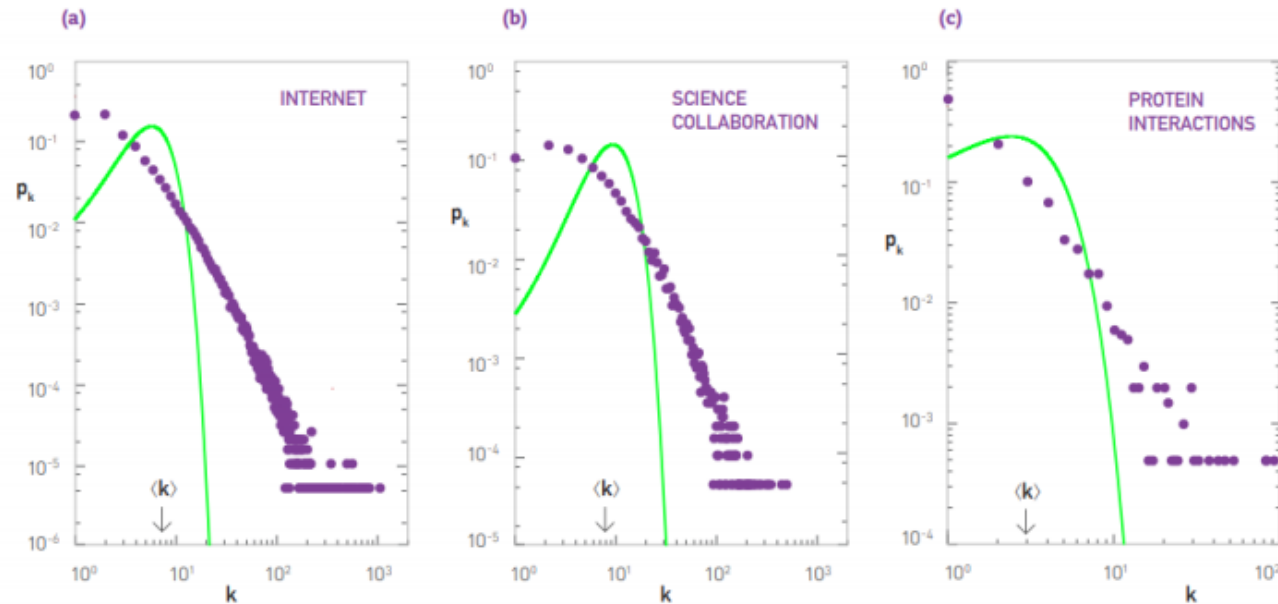 (a)
INTERNET
10⁰
10⁻¹
10⁻²
10⁻³
10⁻⁴
10⁻⁵
10⁻⁶
pₖ
⟨k⟩
10⁰
10¹
10²
10³
k
(b)
SCIENCE
COLLABORATION
10⁰
10⁻¹
10⁻²
10⁻³
10⁻⁴
10⁻⁵
pₖ
⟨k⟩
10⁰
10¹
10²
10³
k
(c)
PROTEIN
INTERACTIONS
10⁰
10⁻¹
10⁻²
10⁻³
10⁻⁴
pₖ
⟨k⟩
10⁰
10¹
10²
k